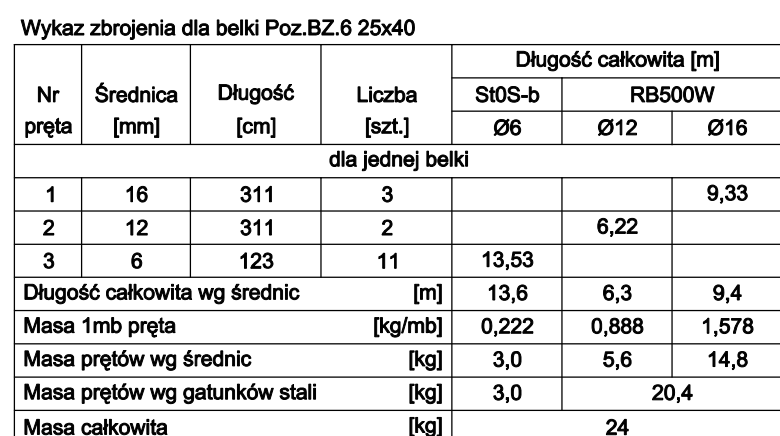 Wykaz zbrojenia dla belki Poz.BZ.6 25x40
Długość całkowita [m]
Nr Średnica Długość Liczba St0S-b RB500W
pręta [mm] [cm] [szt.] Ø6 Ø12 Ø16
dla jednej belki
1 16 311 3 9,33
2 12 311 2 6,22
3 6 123 11 13,53
Długość całkowita wg średnic [m] 13,6 6,3 9,4
Masa 1mb pręta [kg/mb] 0,222 0,888 1,578
Masa prętów wg średnic [kg] 3,0 5,6 14,8
Masa prętów wg gatunków stali [kg] 3,0 20,4
Masa całkowita [kg] 24